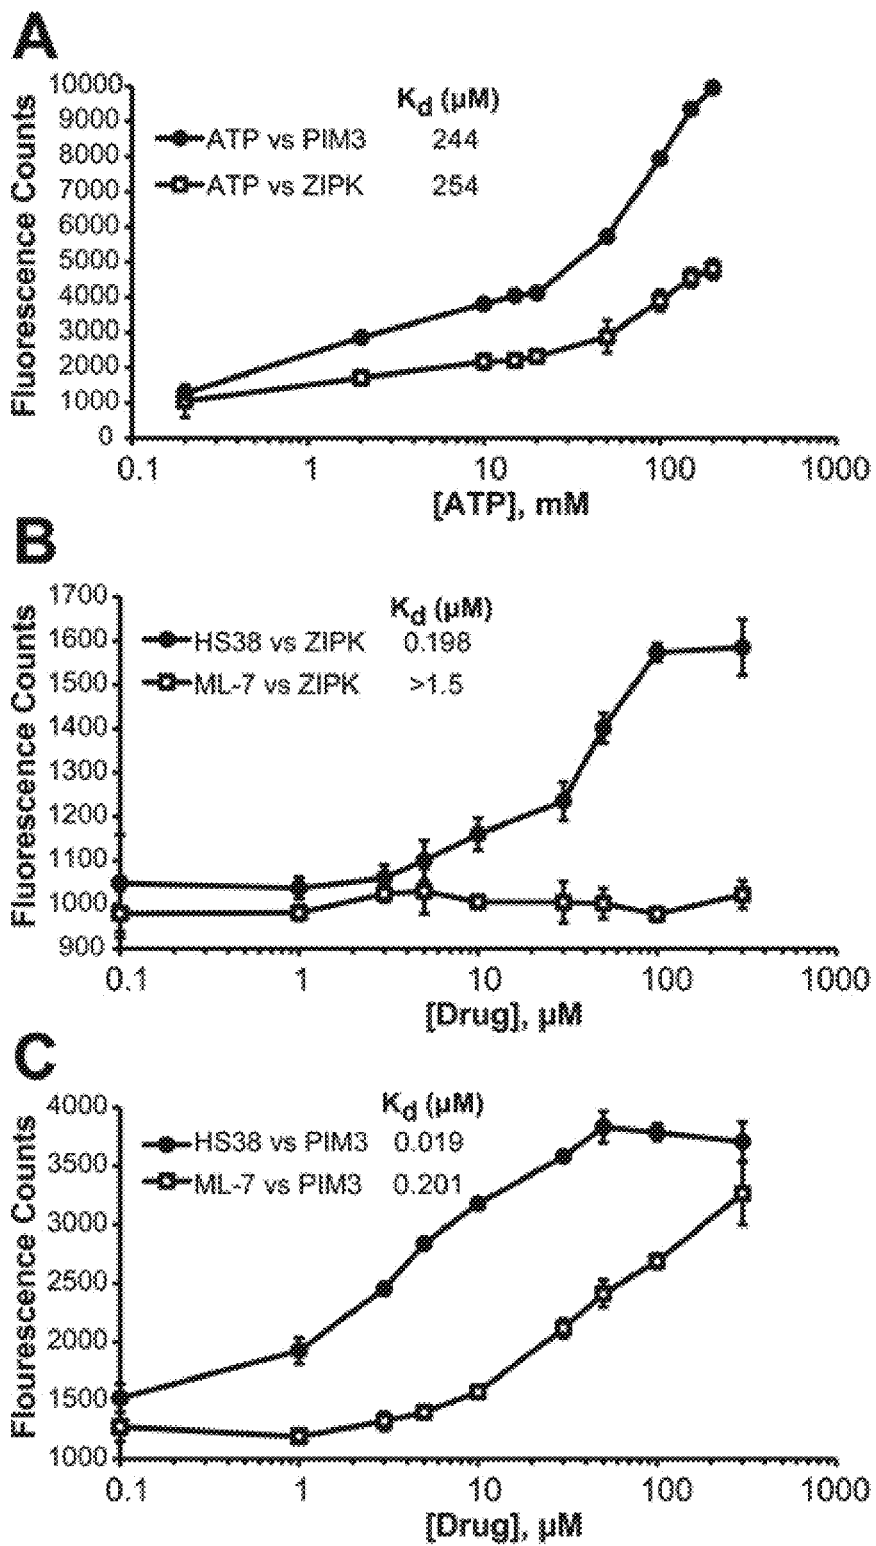 A
Fluorescence Counts
10000
9000
8000
7000
6000
5000
4000
3000
2000
1000
0
Kd (µM)
ATP vs PIM3 244
ATP vs ZIPK 254
0.1 1 10 100 1000
[ATP], mM
B
Fluorescence Counts
1700
1600
1500
1400
1300
1200
1100
1000
900
Kd (µM)
HS38 vs ZIPK 0.198
ML-7 vs ZIPK >1.5
0.1 1 10 100 1000
[Drug], µM
C
Flourescence Counts
4000
3500
3000
2500
2000
1500
1000
Kd (µM)
HS38 vs PIM3 0.019
ML-7 vs PIM3 0.201
0.1 1 10 100 1000
[Drug], µM